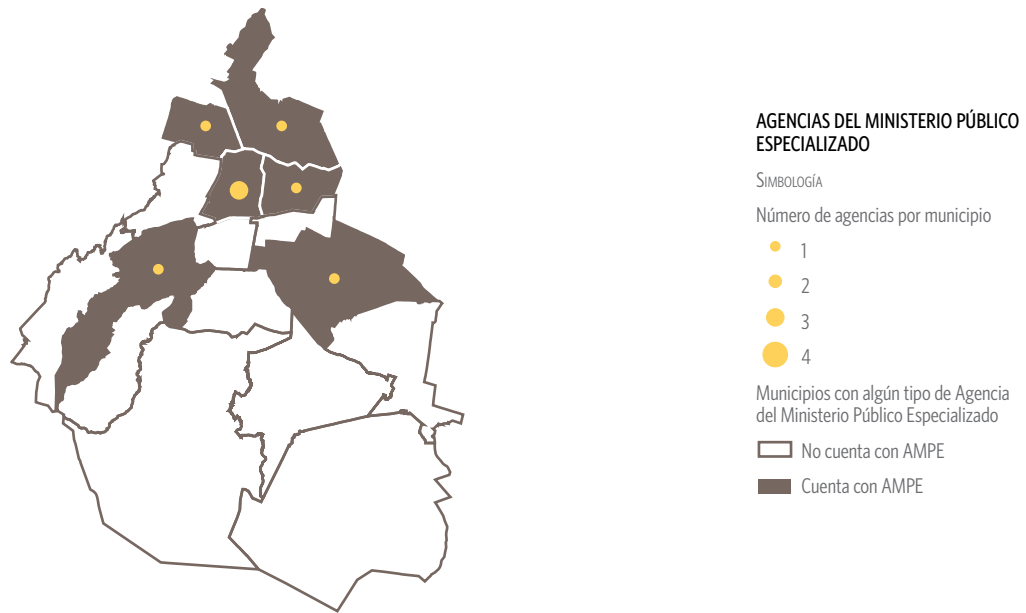 AGENCIAS DEL MINISTERIO PÚBLICO
ESPECIALIZADO
Simbología
Número de agencias por municipio
1
2
3
4
Municipios con algún tipo de Agencia
del Ministerio Público Especializado
No cuenta con AMPE
Cuenta con AMPE